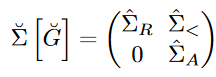 Σ̆ [Ğ] = ( Σ̂_R Σ̂_<
0 Σ̂_A )